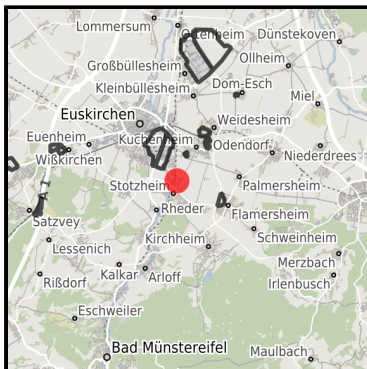 Lommersum
Ottenheim
Dünstekoven
Großbüllesheim
Ollheim
Kleinbüllesheim
Dom-Esch
Miel
Euskirchen
Weidesheim
Kuchenheim
Euenheim
Odendorf
Niederdrees
Wißkirchen
Stotzheim
Palmersheim
Satzvey
Rheder
Flamersheim
Schweinheim
Lessenich
Kirchheim
Merzbach
Rißdorf
Kalkar
Arloff
Irlenbusch
Eschweiler
Bad Münstereifel
Maulbach